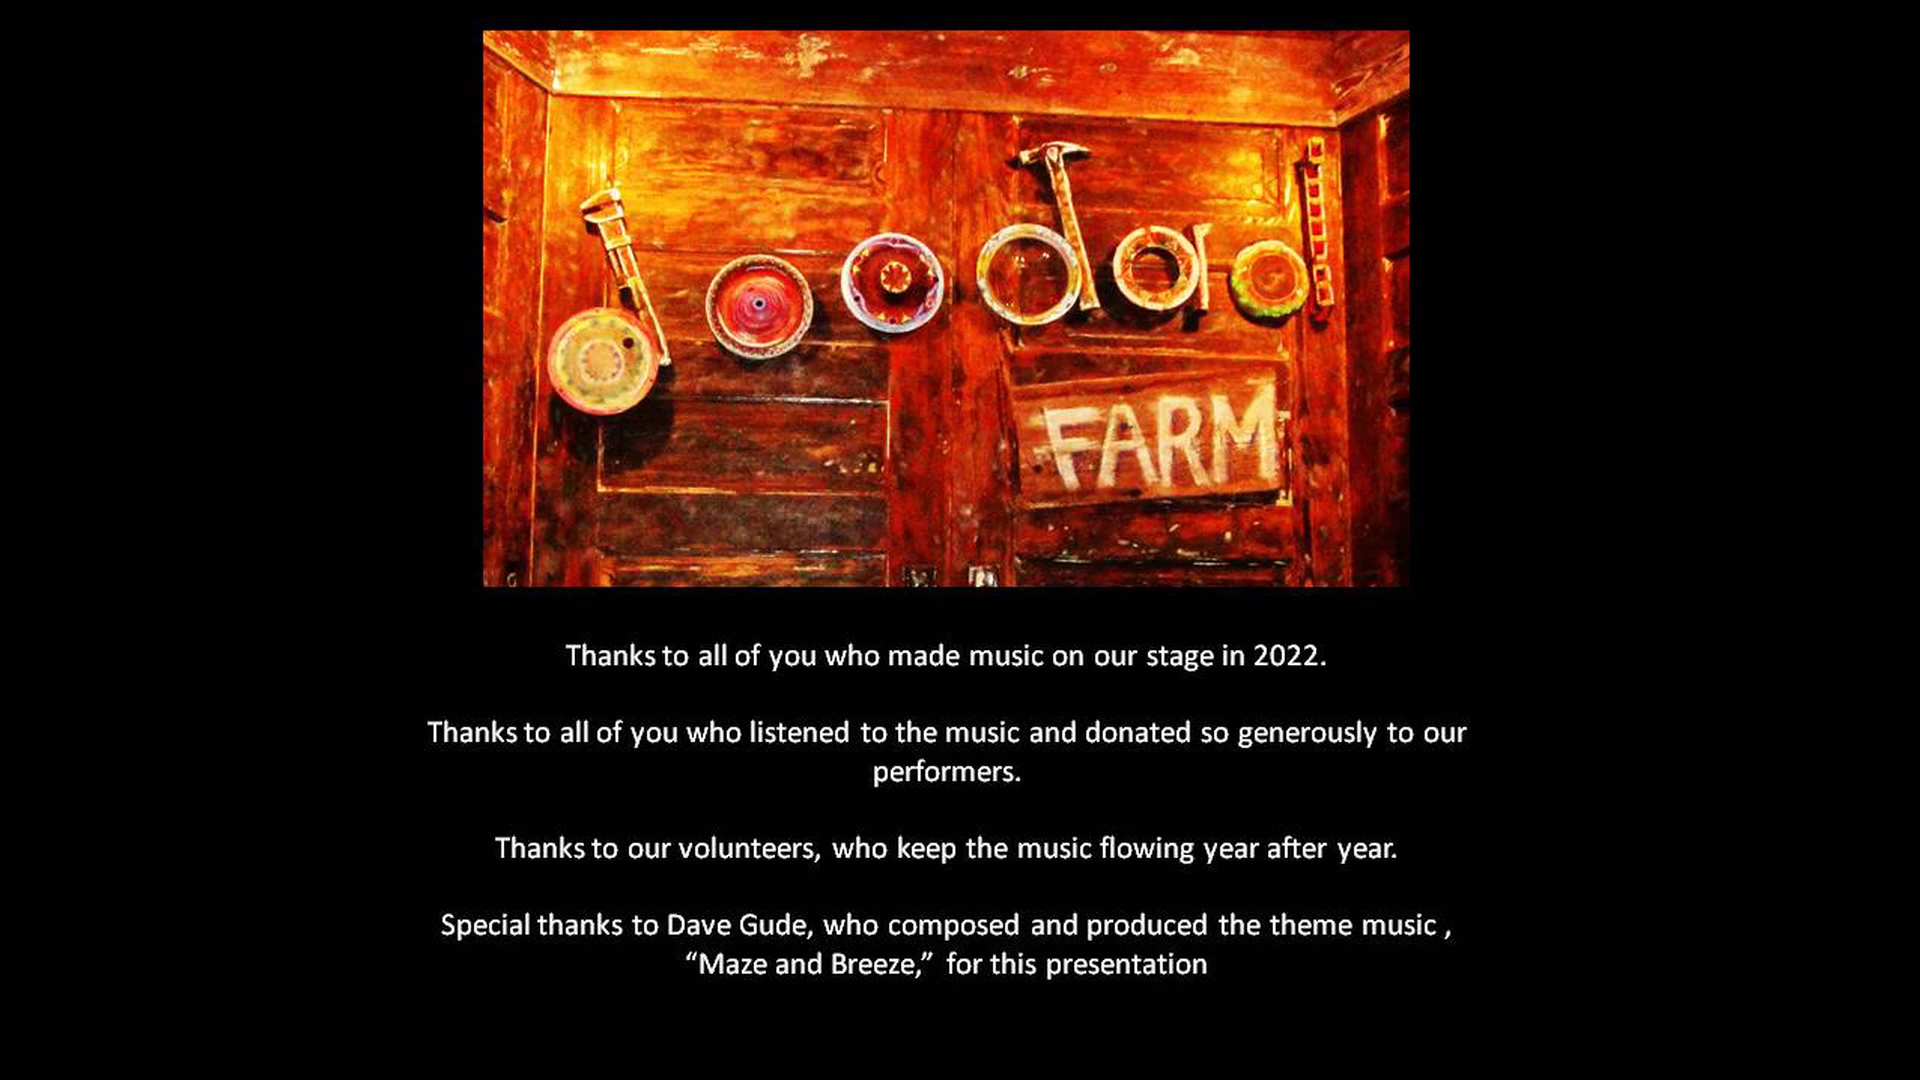 FARM
Thanks to all of you who made music on our stage in 2022.
Thanks to all of you who listened to the music and donated so generously to our
performers.
Thanks to our volunteers, who keep the music flowing year after year.
Special thanks to Dave Gude, who composed and produced the theme music ,
“Maze and Breeze,” for this presentation